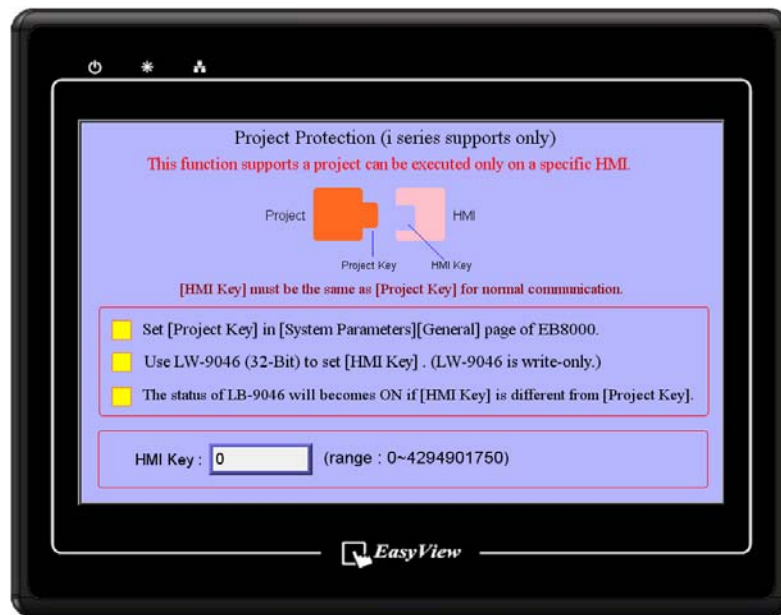 Project Protection (i series supports only)
This function supports a project can be executed only on a specific HMI.
Project
HMI
Project Key
HMI Key
[HMI Key] must be the same as [Project Key] for normal communication.
Set [Project Key] in [System Parameters][General] page of EB8000.
Use LW-9046 (32-Bit) to set [HMI Key] . (LW-9046 is write-only.)
The status of LB-9046 will becomes ON if [HMI Key] is different from [Project Key].
HMI Key : 0 (range : 0~4294901750)
EasyView